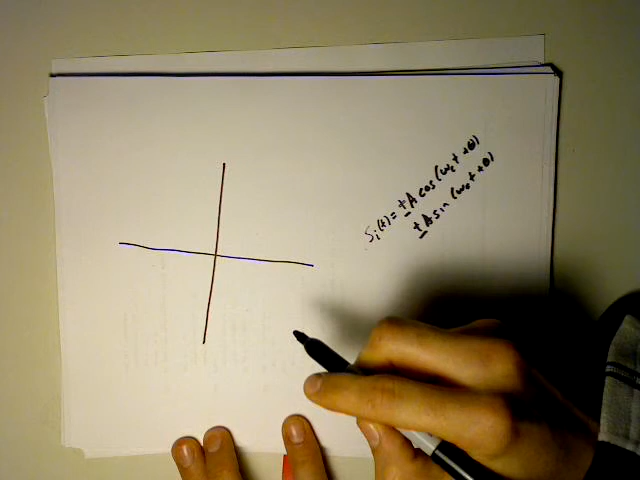 Sᵢ(t) = ±A cos(ω₀t + θ)
±A sin(ω₀t + θ)